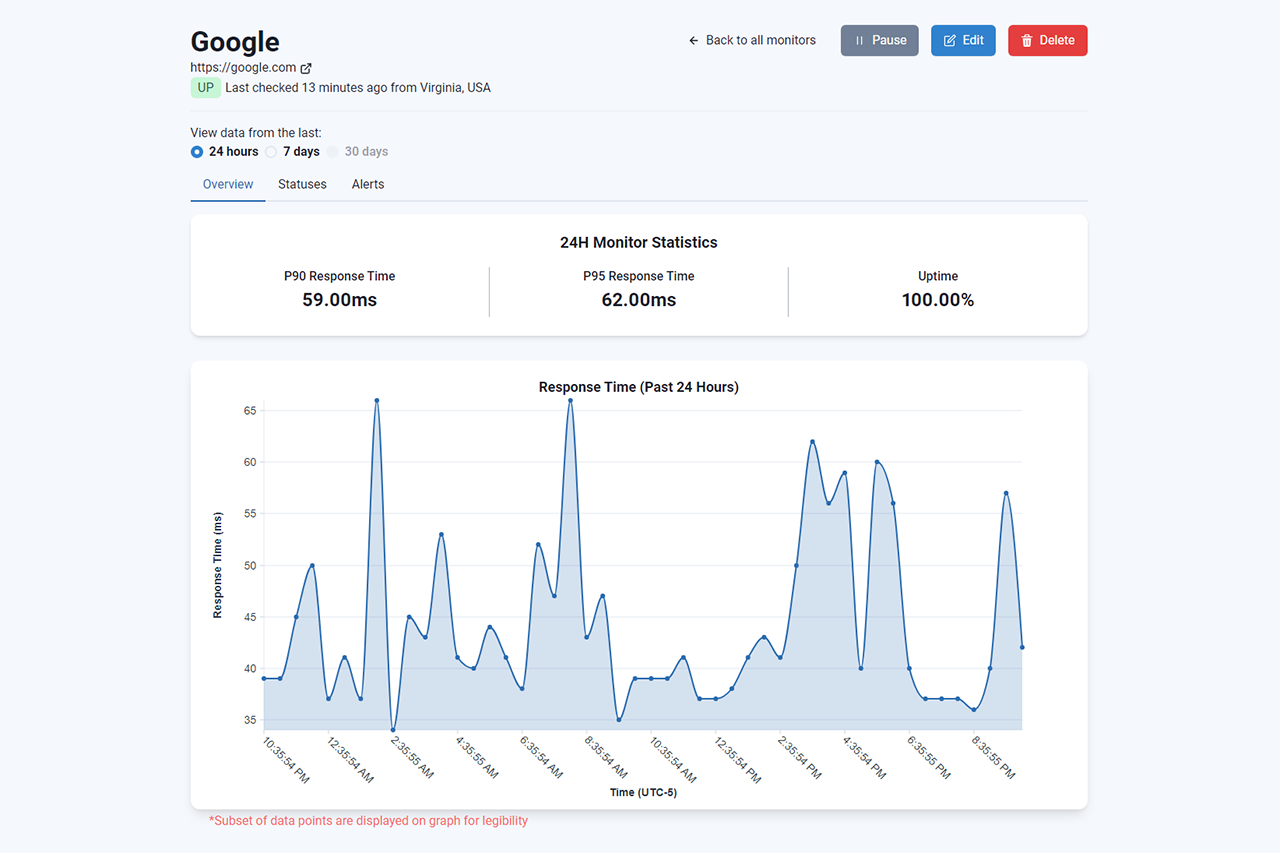 Google
Back to all monitors
Pause
Edit
Delete
https://google.com
UP Last checked 13 minutes ago from Virginia, USA
View data from the last:
24 hours 7 days 30 days
Overview Statuses Alerts
24H Monitor Statistics
P90 Response Time
59.00ms
P95 Response Time
62.00ms
Uptime
100.00%
Response Time (Past 24 Hours)
Response Time (ms)
65
60
55
50
45
40
35
10:35:54 PM
12:35:54 AM
2:35:55 AM
4:35:55 AM
6:35:54 AM
8:35:54 AM
10:35:54 AM
12:35:54 PM
2:35:54 PM
4:35:54 PM
6:35:55 PM
8:35:55 PM
Time (UTC-5)
*Subset of data points are displayed on graph for legibility